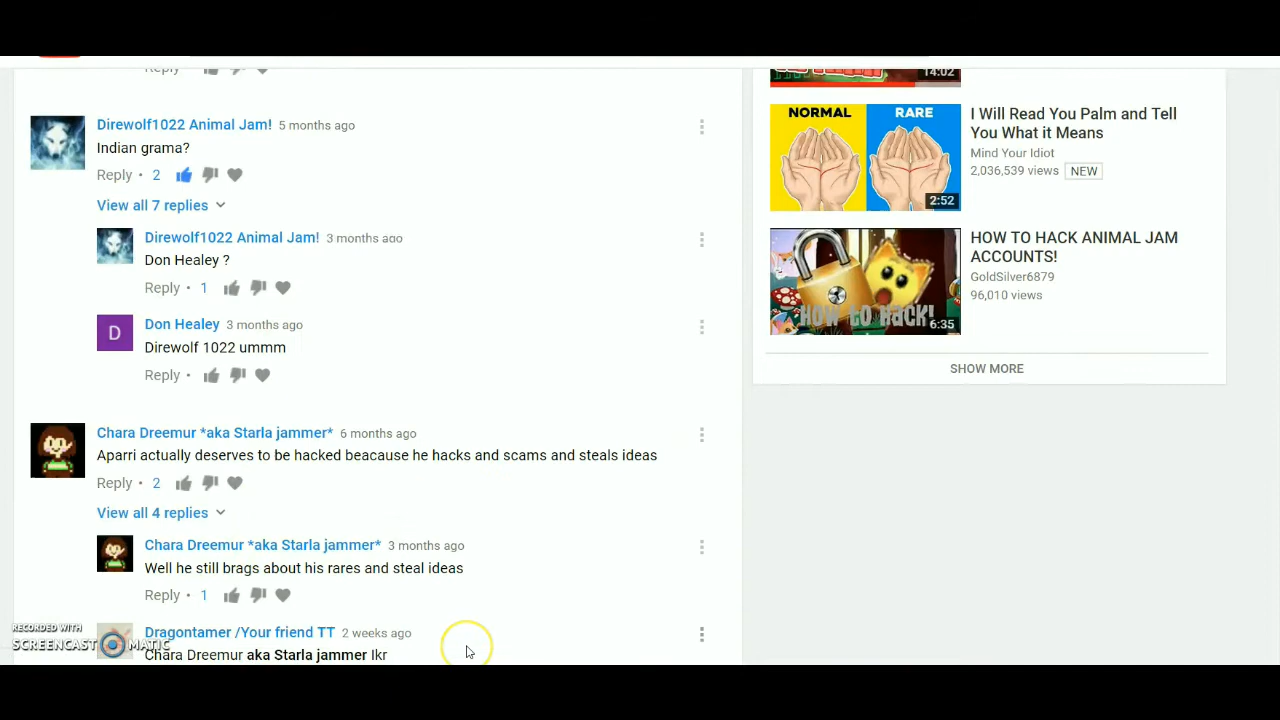 Reply
Direwolf1022 Animal Jam! 5 months ago
Indian grama?
Reply • 2
View all 7 replies
Direwolf1022 Animal Jam! 3 months ago
Don Healey ?
Reply • 1
D
Don Healey 3 months ago
Direwolf 1022 ummm
Reply •
Chara Dreemur *aka Starla jammer* 6 months ago
Aparri actually deserves to be hacked beacause he hacks and scams and steals ideas
Reply • 2
View all 4 replies
Chara Dreemur *aka Starla jammer* 3 months ago
Well he still brags about his rares and steal ideas
Reply • 1
Dragontamer /Your friend TT 2 weeks ago
Chara Dreemur aka Starla jammer Ikr
RECORDED WITH
SCREENCAST MATIC
14:02
NORMAL RARE
2:52
I Will Read You Palm and Tell
You What it Means
Mind Your Idiot
2,036,539 views NEW
HOW TO HACK!
6:35
HOW TO HACK ANIMAL JAM
ACCOUNTS!
GoldSilver6879
96,010 views
SHOW MORE